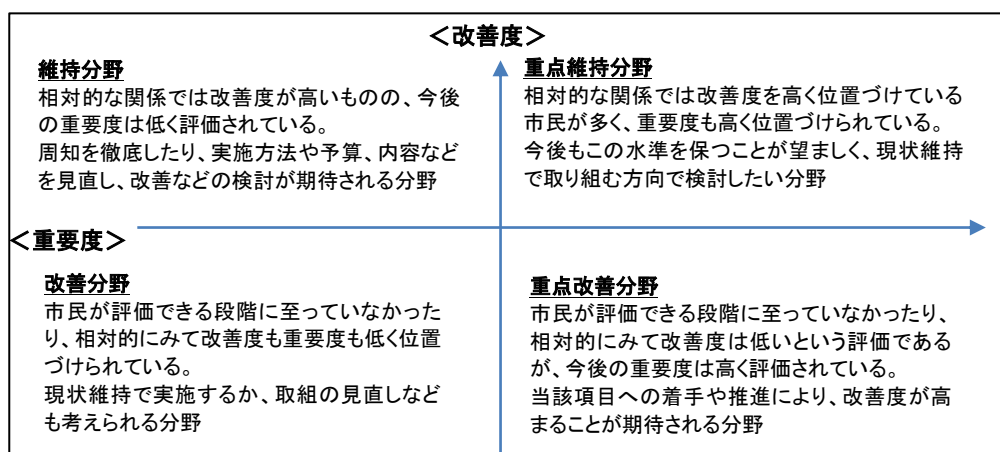 ＜改善度＞
維持分野
相対的な関係では改善度が高いものの、今後
の重要度は低く評価されている。
周知を徹底したり、実施方法や予算、内容など
を見直し、改善などの検討が期待される分野
重点維持分野
相対的な関係では改善度を高く位置づけている
市民が多く、重要度も高く位置づけられている。
今後もこの水準を保つことが望ましく、現状維持
で取り組む方向で検討したい分野
＜重要度＞
改善分野
市民が評価できる段階に至っていなかった
り、相対的にみて改善度も重要度も低く位置
づけられている。
現状維持で実施するか、取組の見直しなど
も考えられる分野
重点改善分野
市民が評価できる段階に至っていなかったり、
相対的にみて改善度は低いという評価である
が、今後の重要度は高く評価されている。
当該項目への着手や推進により、改善度が高
まることが期待される分野